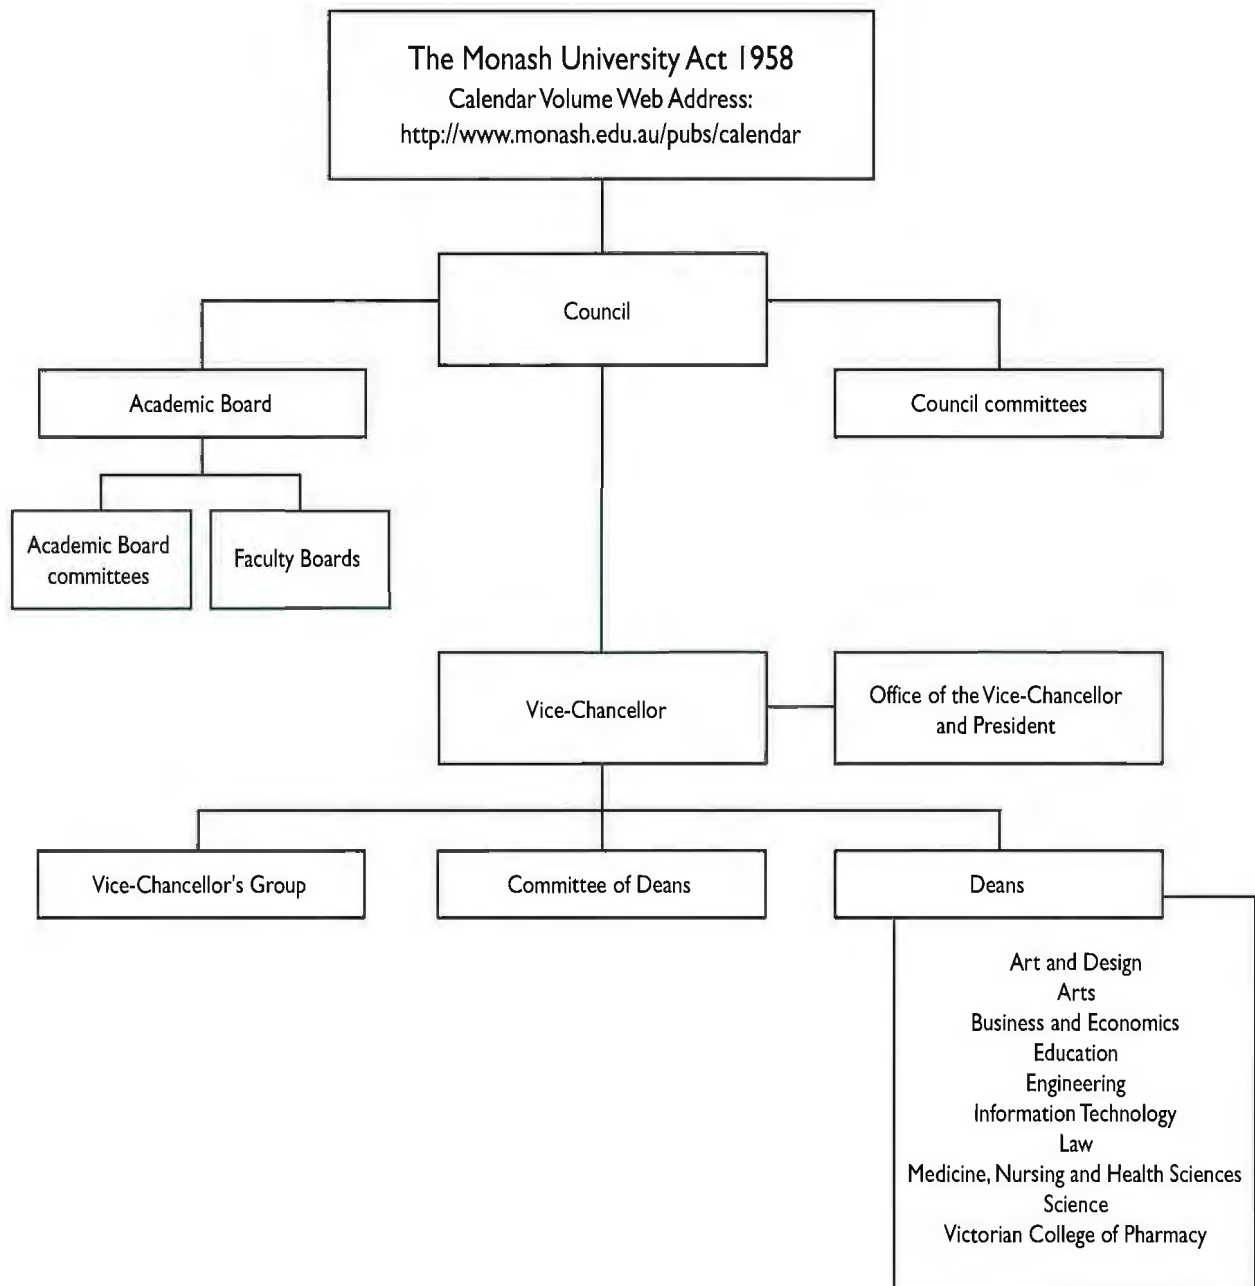 The Monash University Act 1958
Calendar Volume Web Address:
http://www.monash.edu.au/pubs/calendar
Council
Academic Board
Council committees
Academic Board
committees
Faculty Boards
Vice-Chancellor
Office of the Vice-Chancellor
and President
Vice-Chancellor's Group
Committee of Deans
Deans
Art and Design
Arts
Business and Economics
Education
Engineering
Information Technology
Law
Medicine, Nursing and Health Sciences
Science
Victorian College of Pharmacy